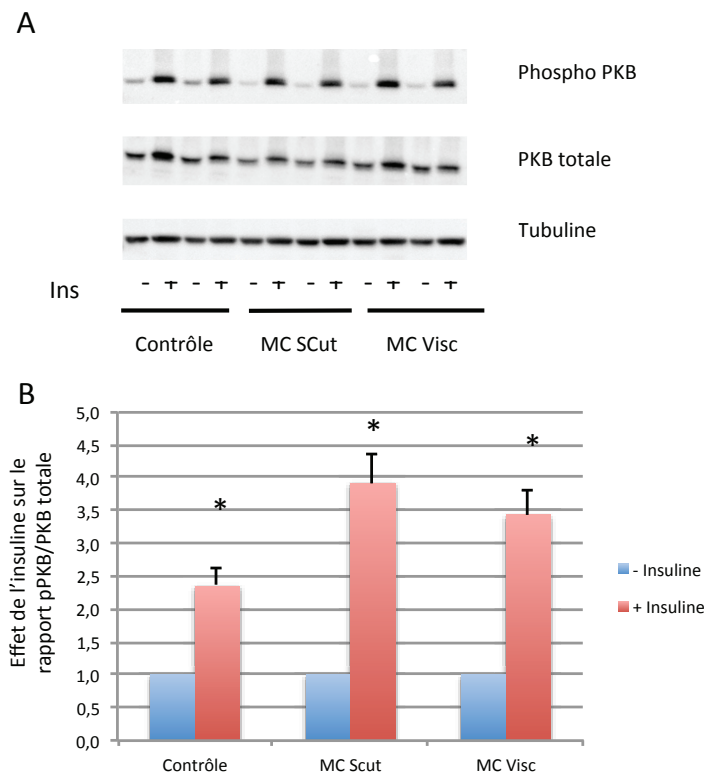 A
Phospho PKB
PKB totale
Tubuline
Ins - + - + - + - + - + - +
Contrôle MC SCut MC Visc
B
Effet de l'insuline sur le
rapport pPKB/PKB totale
5,0
4,5
4,0
3,5
3,0
2,5
2,0
1,0
0,5
0,0
* * *
- Insuline
+ Insuline
Contrôle MC Scut MC Visc